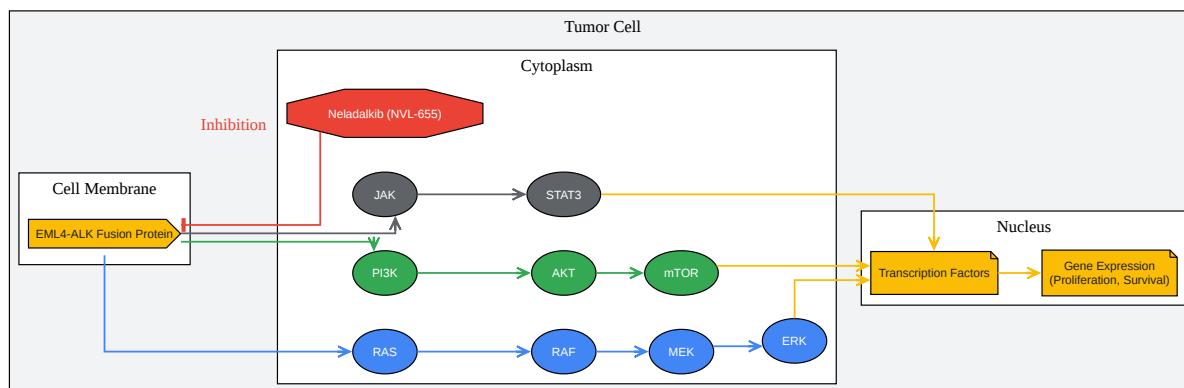 Tumor Cell
Cytoplasm
Neladalkib (NVL-655)
Inhibition
Cell Membrane
EML4-ALK Fusion Protein
JAK
STAT3
PI3K
AKT
mTOR
RAS
RAF
MEK
ERK
Nucleus
Transcription Factors
Gene Expression
(Proliferation, Survival)